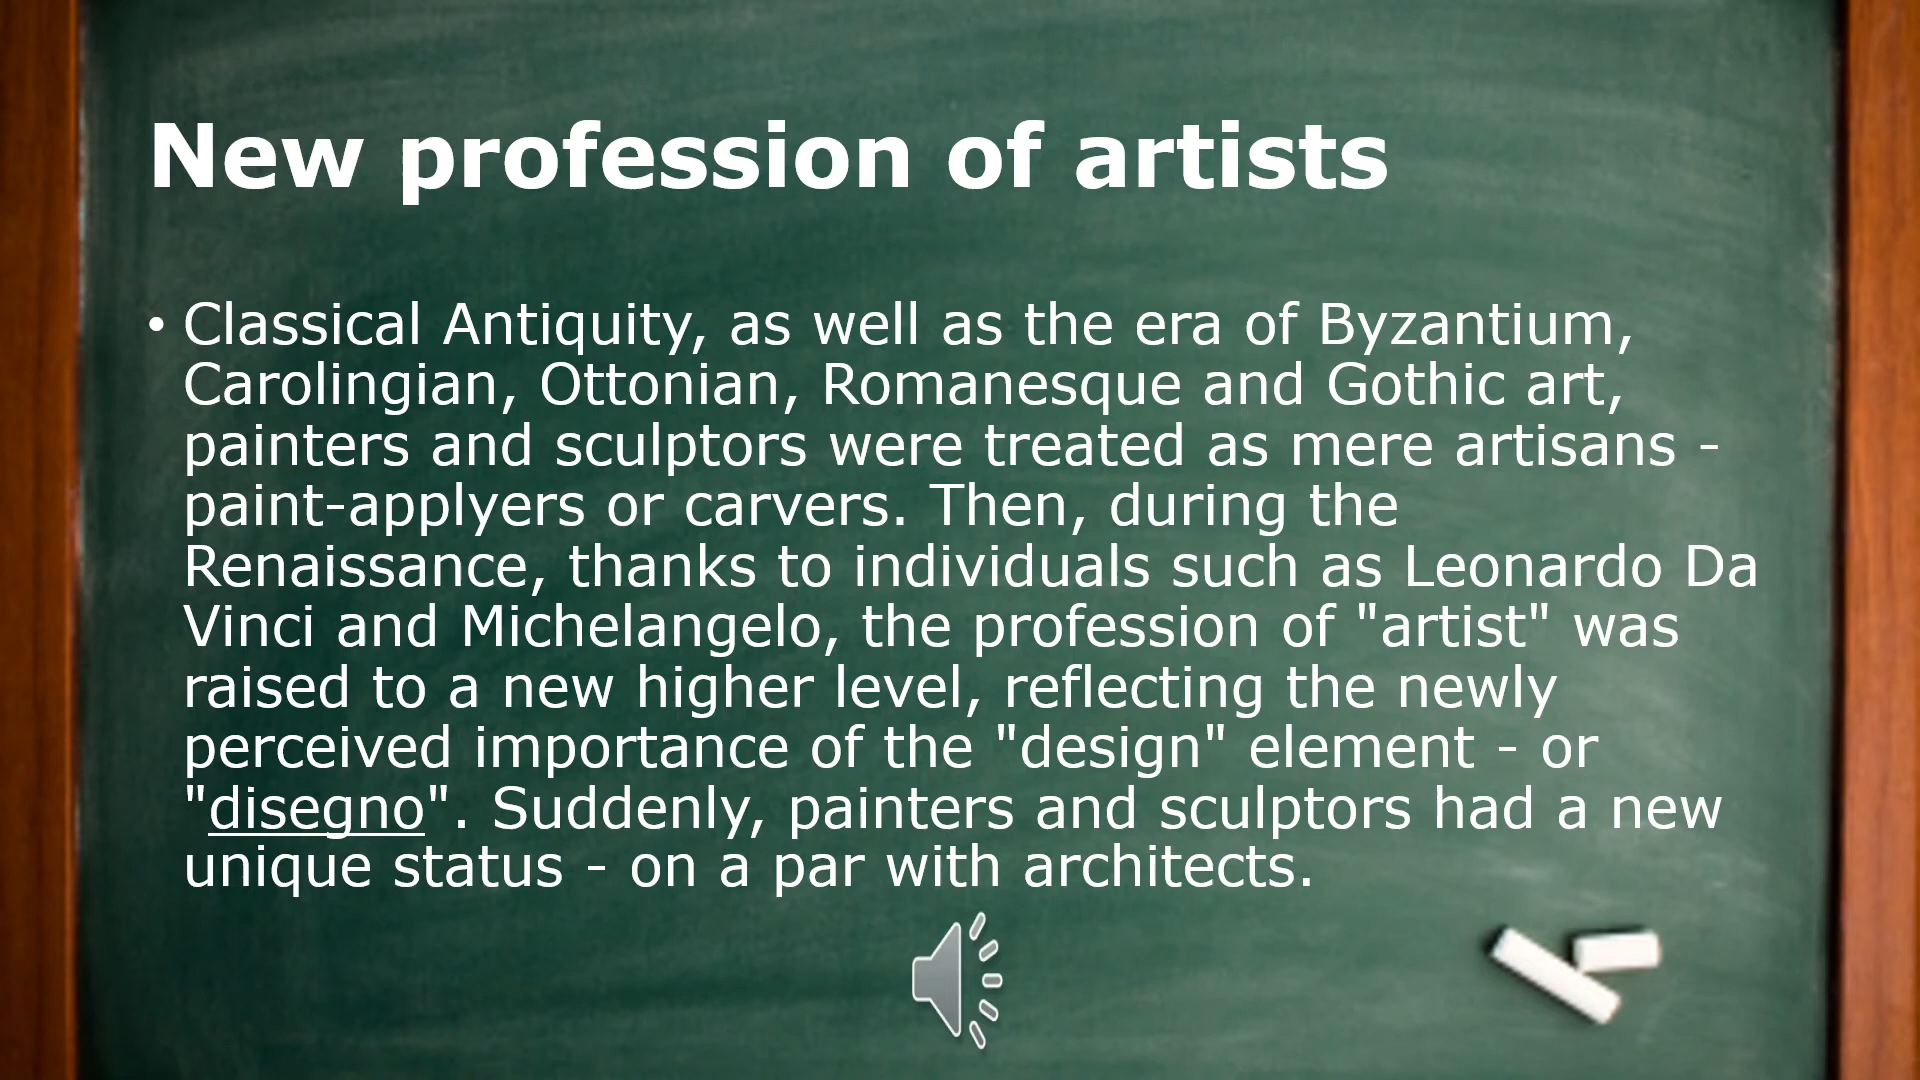 New profession of artists
• Classical Antiquity, as well as the era of Byzantium,
Carolingian, Ottonian, Romanesque and Gothic art,
painters and sculptors were treated as mere artisans -
paint-applyers or carvers. Then, during the
Renaissance, thanks to individuals such as Leonardo Da
Vinci and Michelangelo, the profession of "artist" was
raised to a new higher level, reflecting the newly
perceived importance of the "design" element - or
"disegno". Suddenly, painters and sculptors had a new
unique status - on a par with architects.